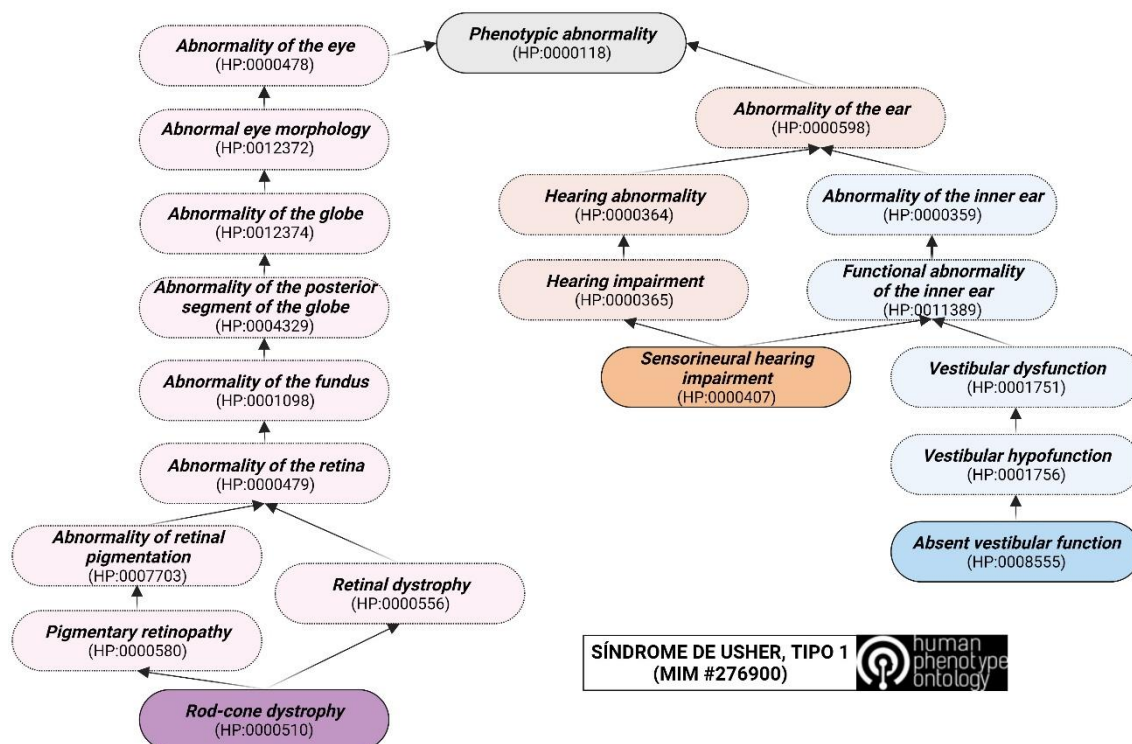 Phenotypic abnormality
(HP:0000118)
Abnormality of the eye
(HP:0000478)
Abnormal eye morphology
(HP:0012372)
Abnormality of the globe
(HP:0012374)
Abnormality of the posterior
segment of the globe
(HP:0004329)
Abnormality of the fundus
(HP:0001098)
Abnormality of the retina
(HP:0000479)
Abnormality of retinal
pigmentation
(HP:0007703)
Retinal dystrophy
(HP:0000556)
Pigmentary retinopathy
(HP:0000580)
Rod-cone dystrophy
(HP:0000510)
Abnormality of the ear
(HP:0000598)
Hearing abnormality
(HP:0000364)
Abnormality of the inner ear
(HP:0000359)
Hearing impairment
(HP:0000365)
Functional abnormality
of the inner ear
(HP:0011389)
Sensorineural hearing
impairment
(HP:0000407)
Vestibular dysfunction
(HP:0001751)
Vestibular hypofunction
(HP:0001756)
Absent vestibular function
(HP:0008555)
SÍNDROME DE USHER, TIPO 1
(MIM #276900)
human
phenotype
ontology